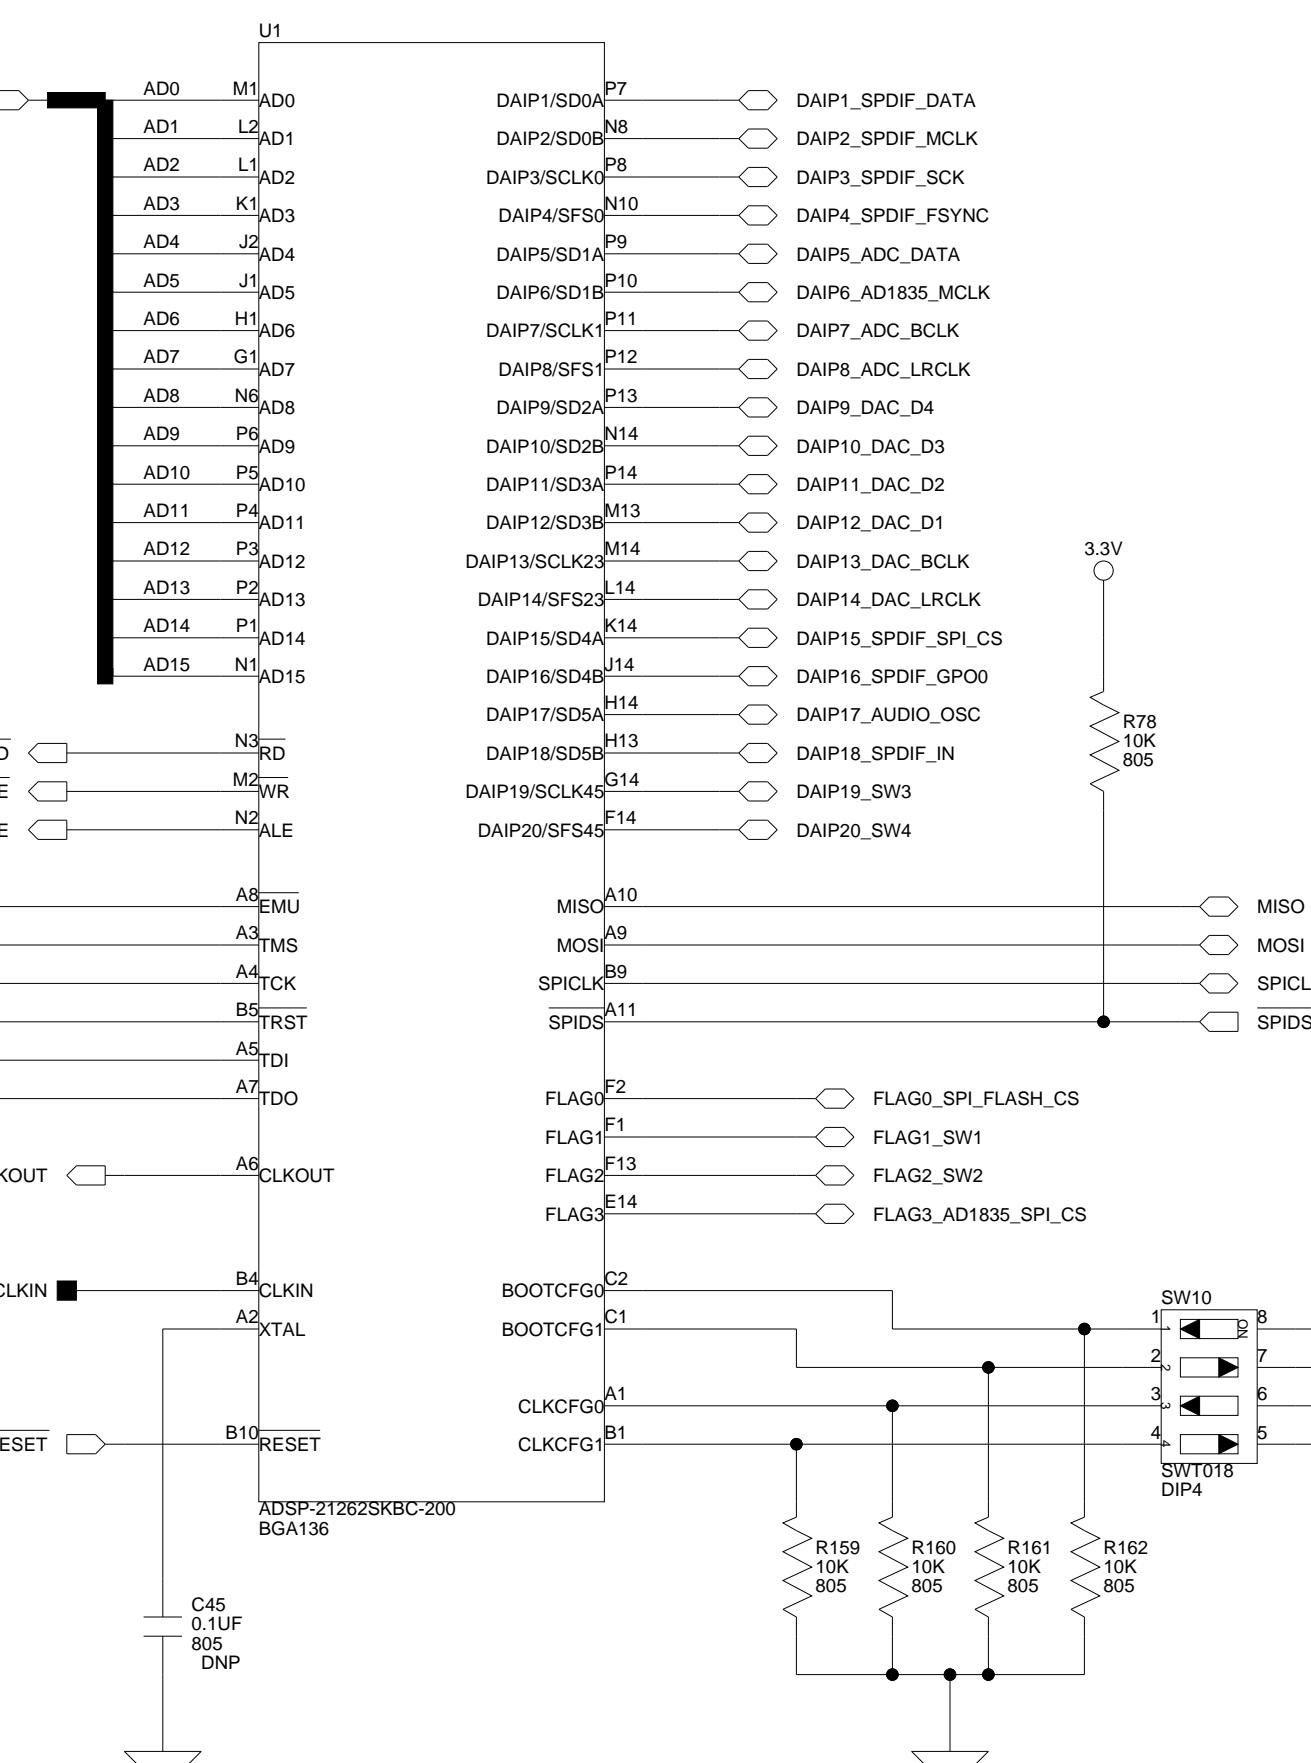 U1
AD0 M1 AD0 DAIP1/SD0A P7 DAIP1_SPDIF_DATA
AD1 L2 AD1 DAIP2/SD0B N8 DAIP2_SPDIF_MCLK
AD2 L1 AD2 DAIP3/SCLK0 P8 DAIP3_SPDIF_SCK
AD3 K1 AD3 DAIP4/SFS0 N10 DAIP4_SPDIF_FSYNC
AD4 J2 AD4 DAIP5/SD1A P9 DAIP5_ADC_DATA
AD5 J1 AD5 DAIP6/SD1B P10 DAIP6_AD1835_MCLK
AD6 H1 AD6 DAIP7/SCLK1 P11 DAIP7_ADC_BCLK
AD7 G1 AD7 DAIP8/SFS1 P12 DAIP8_ADC_LRCLK
AD8 N6 AD8 DAIP9/SD2A P13 DAIP9_DAC_D4
AD9 P6 AD9 DAIP10/SD2B N14 DAIP10_DAC_D3
AD10 P5 AD10 DAIP11/SD3A P14 DAIP11_DAC_D2
AD11 P4 AD11 DAIP12/SD3B M13 DAIP12_DAC_D1
AD12 P3 AD12 DAIP13/SCLK23 M14 DAIP13_DAC_BCLK
3.3V
AD13 P2 AD13 DAIP14/SFS23 L14 DAIP14_DAC_LRCLK
AD14 P1 AD14 DAIP15/SD4A K14 DAIP15_SPDIF_SPI_CS
AD15 N1 AD15 DAIP16/SD4B J14 DAIP16_SPDIF_GPO0
DAIP17/SD5A H14 DAIP17_AUDIO_OSC
R78
10K
805
D N3 RD DAIP18/SD5B H13 DAIP18_SPDIF_IN
E M2 WR DAIP19/SCLK45 G14 DAIP19_SW3
E N2 ALE DAIP20/SFS45 F14 DAIP20_SW4
A8 EMU MISO A10 MISO
A3 TMS MOSI A9 MOSI
A4 TCK SPICLK B9 SPICL
B5 TRST SPIDS A11 SPIDS
A5 TDI
A7 TDO FLAG0 F2 FLAG0_SPI_FLASH_CS
FLAG1 F1 FLAG1_SW1
KOUT A6 CLKOUT FLAG2 F13 FLAG2_SW2
FLAG3 E14 FLAG3_AD1835_SPI_CS
CLKIN B4 CLKIN BOOTCFG0 C2
A2 XTAL BOOTCFG1 C1
SW10
1 1 ON 8
2 2 7
CLKCFG0 A1 3 3 6
ESET B10 RESET CLKCFG1 B1 4 4 5
SWT018
DIP4
ADSP-21262SKBC-200
BGA136
R159 R160 R161 R162
10K 10K 10K 10K
805 805 805 805
C45
0.1UF
805
DNP